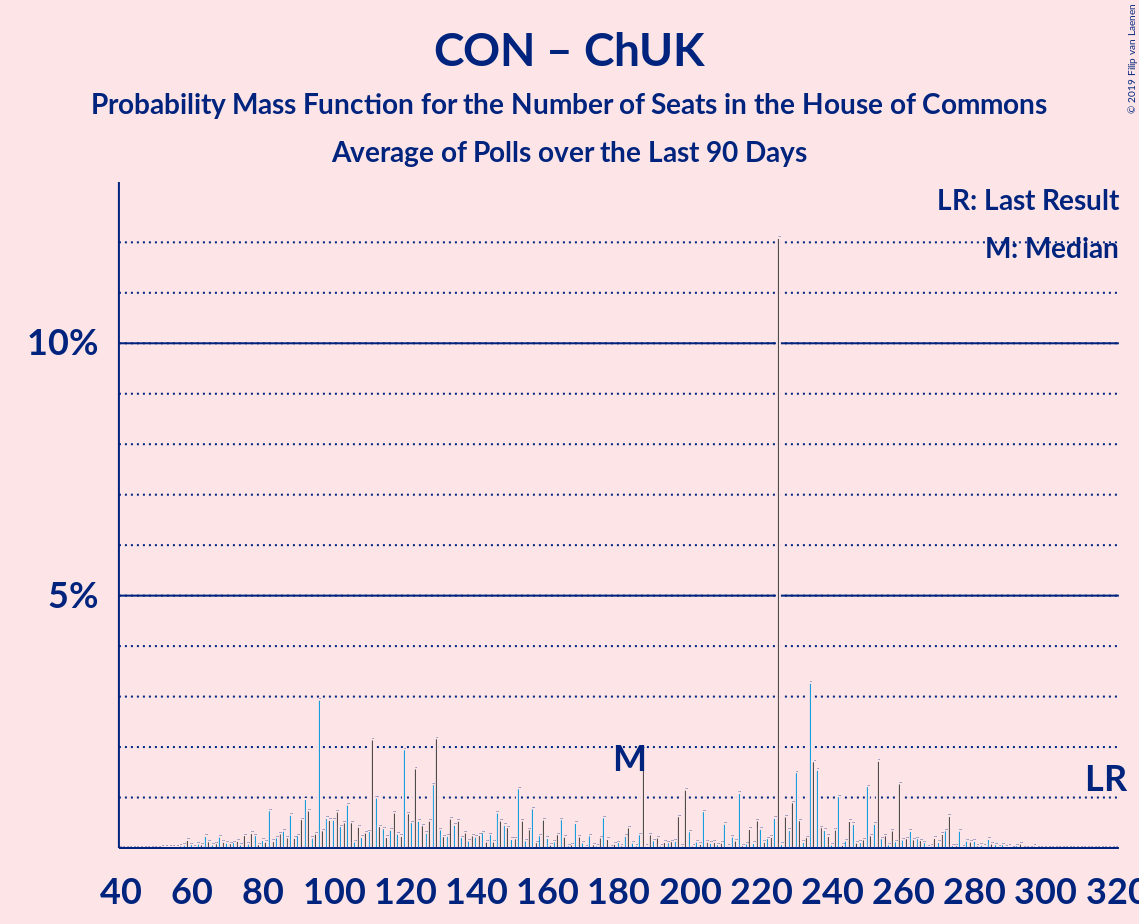 CON – ChUK
Probability Mass Function for the Number of Seats in the House of Commons
Average of Polls over the Last 90 Days
© 2019 Filip van Laenen
LR: Last Result
M: Median
10%
5%
M
LR
40 60 80 100 120 140 160 180 200 220 240 260 280 300 320